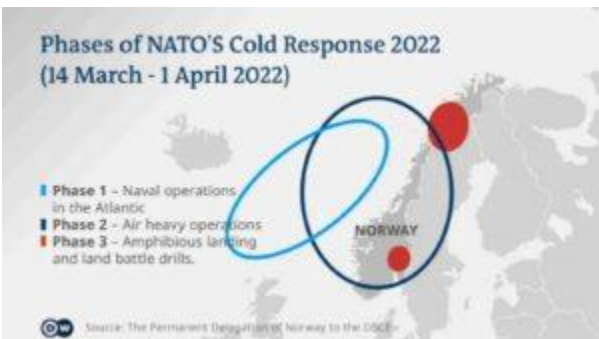 Phases of NATO'S Cold Response 2022
(14 March - 1 April 2022)
Phase 1 – Naval operations
in the Atlantic
Phase 2 – Air heavy operations
Phase 3 – Amphibious landing
and land battle drills.
NORWAY
DW Source: The Permanent Delegation of Norway to the OSCE